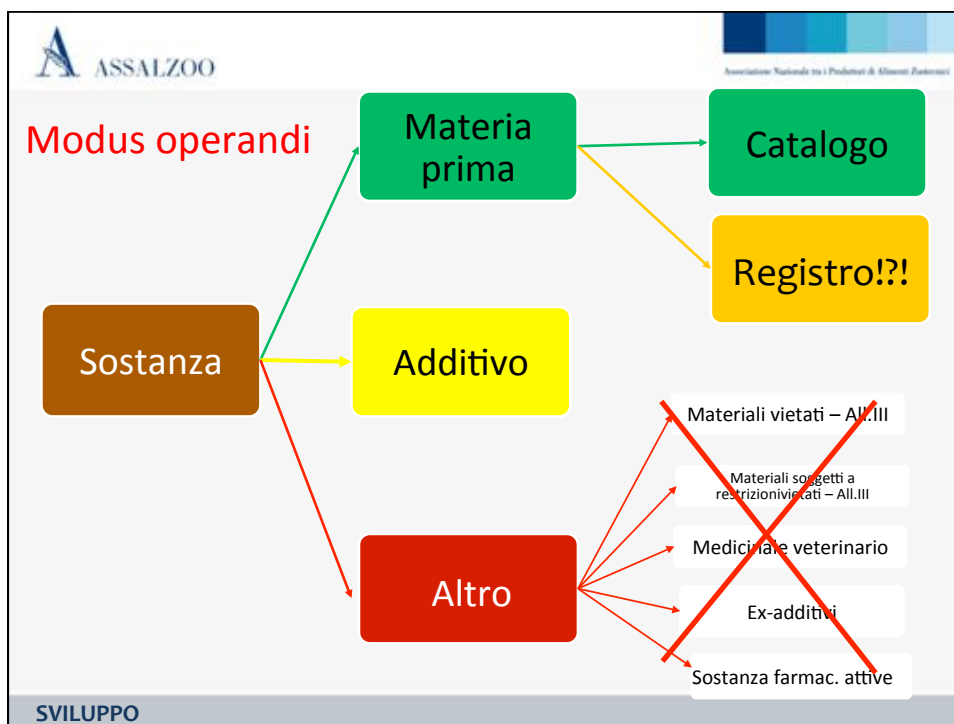 ASSALZOO
Associazione Nazionale tra i Produttori di Alimenti Zootecnici
Modus operandi
Materia
prima
Catalogo
Registro!?!
Sostanza
Additivo
Altro
Materiali vietati – All.III
Materiali soggetti a
restrizionivietati – All.III
Medicinale veterinario
Ex-additivi
Sostanza farmac. attive
SVILUPPO